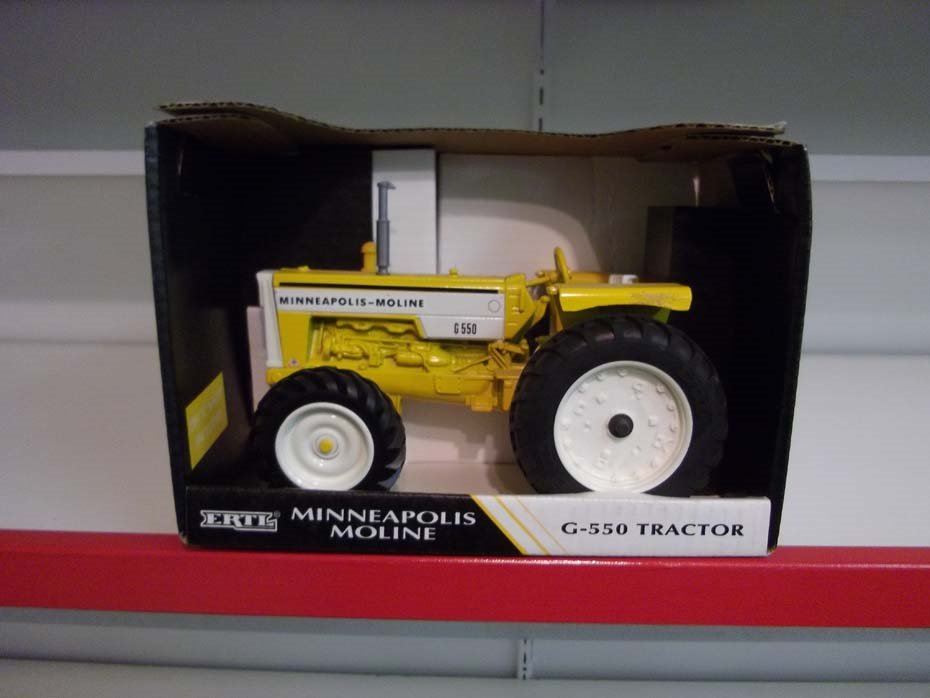 MINNEAPOLIS-MOLINE
G 550
ERTL
MINNEAPOLIS
MOLINE
G-550 TRACTOR